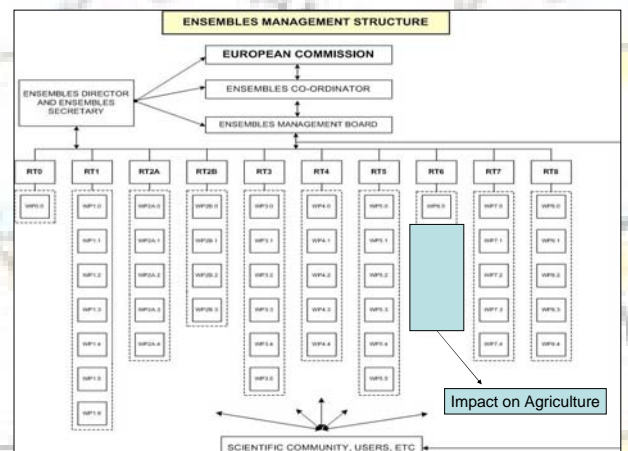 ENSEMBLES MANAGEMENT STRUCTURE
EUROPEAN COMMISSION
ENSEMBLES DIRECTOR
AND ENSEMBLES
SECRETARY
ENSEMBLES CO-ORDINATOR
ENSEMBLES MANAGEMENT BOARD
RT0 RT1 RT2A RT2B RT3 RT4 RT5 RT6 RT7 RT8
WP0.0 WP1.0 WP2A.0 WP2B.0 WP3.0 WP4.0 WP5.0 WP6.0 WP7.0 WP8.0
WP1.1 WP2A.1 WP2B.1 WP3.1 WP4.1 WP5.1 WP7.1 WP8.1
WP1.2 WP2A.2 WP2B.2 WP3.2 WP4.2 WP5.2 WP7.2 WP8.2
WP1.3 WP2A.3 WP2B.3 WP3.3 WP4.3 WP5.3 WP7.3 WP8.3
WP1.4 WP2A.4 WP3.4 WP4.4 WP5.4 WP7.4 WP8.4
WP1.5 WP3.5 WP5.5
WP1.6
Impact on Agriculture
SCIENTIFIC COMMUNITY, USERS, ETC